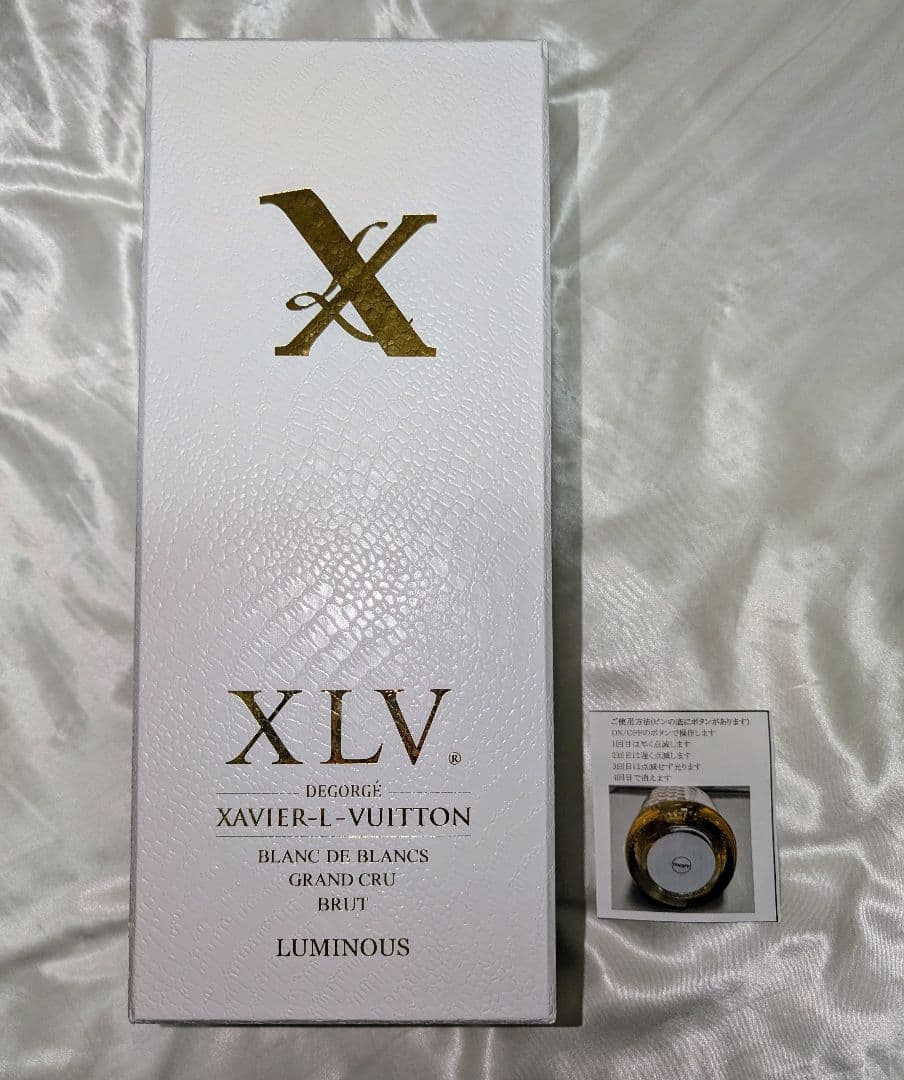 XL
XLV®
DEGORGÉ
XAVIER-L-VUITTON
BLANC DE BLANCS
GRAND CRU
BRUT
LUMINOUS
ご使用方法(ビンの底にボタンがあります)
ON/OFFのボタンで操作します
1回目は早く点滅します
2回目は遅く点滅します
3回目は点滅せず光ります
4回目で消えます
ON/OFF